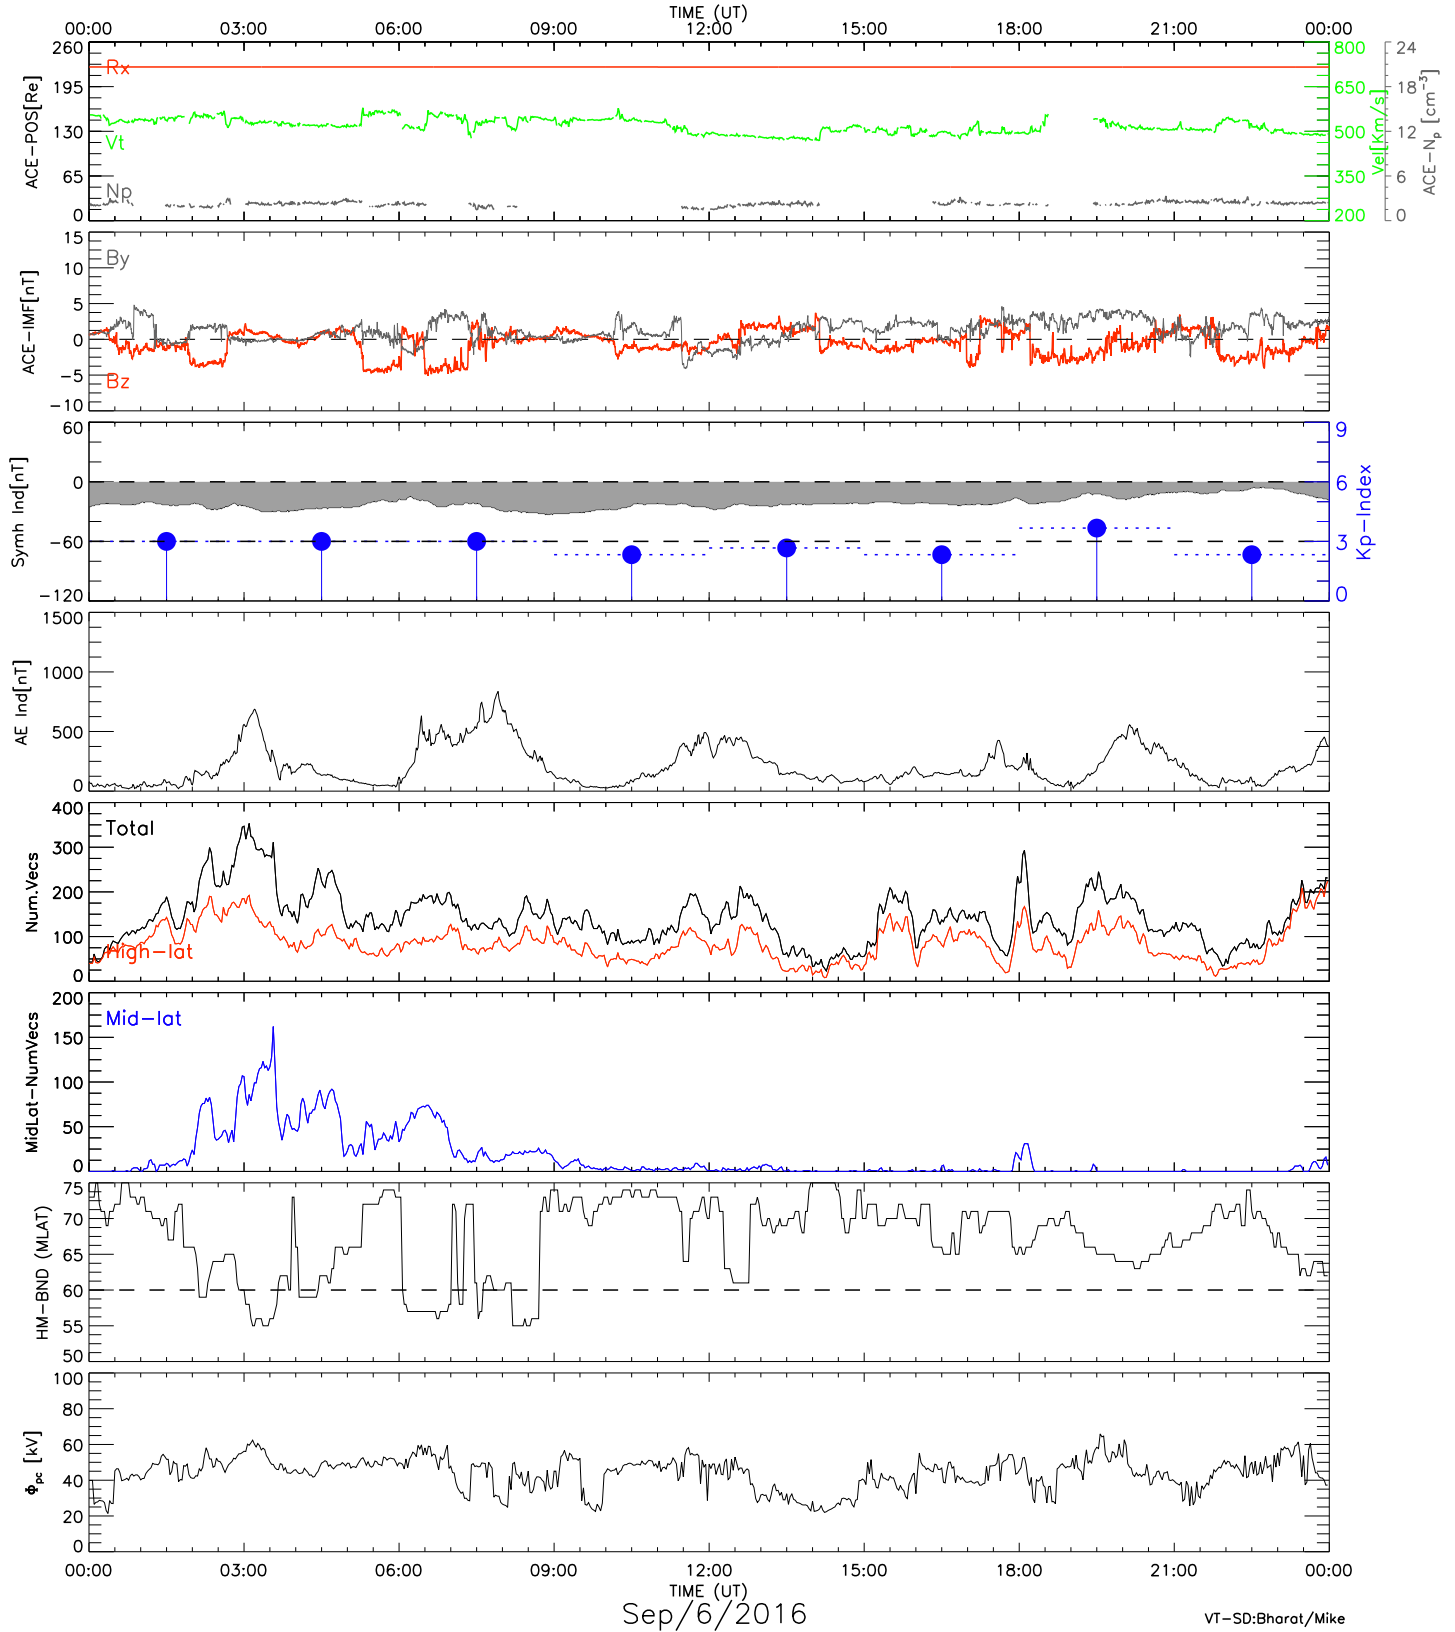 TIME (UT)
00:00 03:00 06:00 09:00 12:00 15:00 18:00 21:00 00:00
ACE-POS[Re]
260
195
130
65
0
Rx
Vt
Np
800
650
500
350
200
Vel[Km/s]
24
18
12
6
0
ACE-Np [cm⁻³]
ACE-IMF[nT]
15
10
5
0
-5
-10
By
Bz
Symh Ind[nT]
60
0
-60
-120
9
6
3
0
Kp-Index
AE Ind[nT]
1500
1000
500
0
Num.Vecs
400
300
200
100
0
Total
High-lat
MidLat-NumVecs
200
150
100
50
0
Mid-lat
HM-BND (MLAT)
75
70
65
60
55
50
Φpc [kV]
100
80
60
40
20
0
00:00 03:00 06:00 09:00 12:00 15:00 18:00 21:00 00:00
TIME (UT)
Sep/6/2016
VT-SD:Bharat/Mike